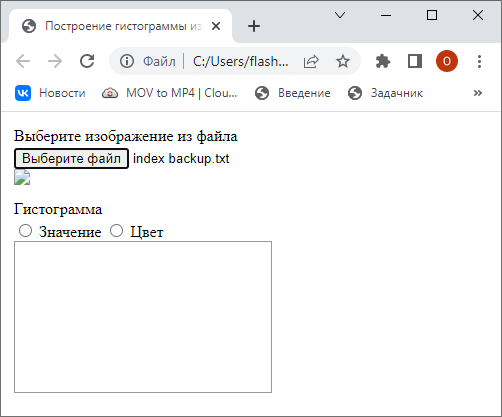 Построение гистограммы из
Файл C:/Users/flash...
О
Новости MOV to MP4 | Clou... Введение Задачник »
Выберите изображение из файла
Выберите файл index backup.txt
Гистограмма
Значение Цвет